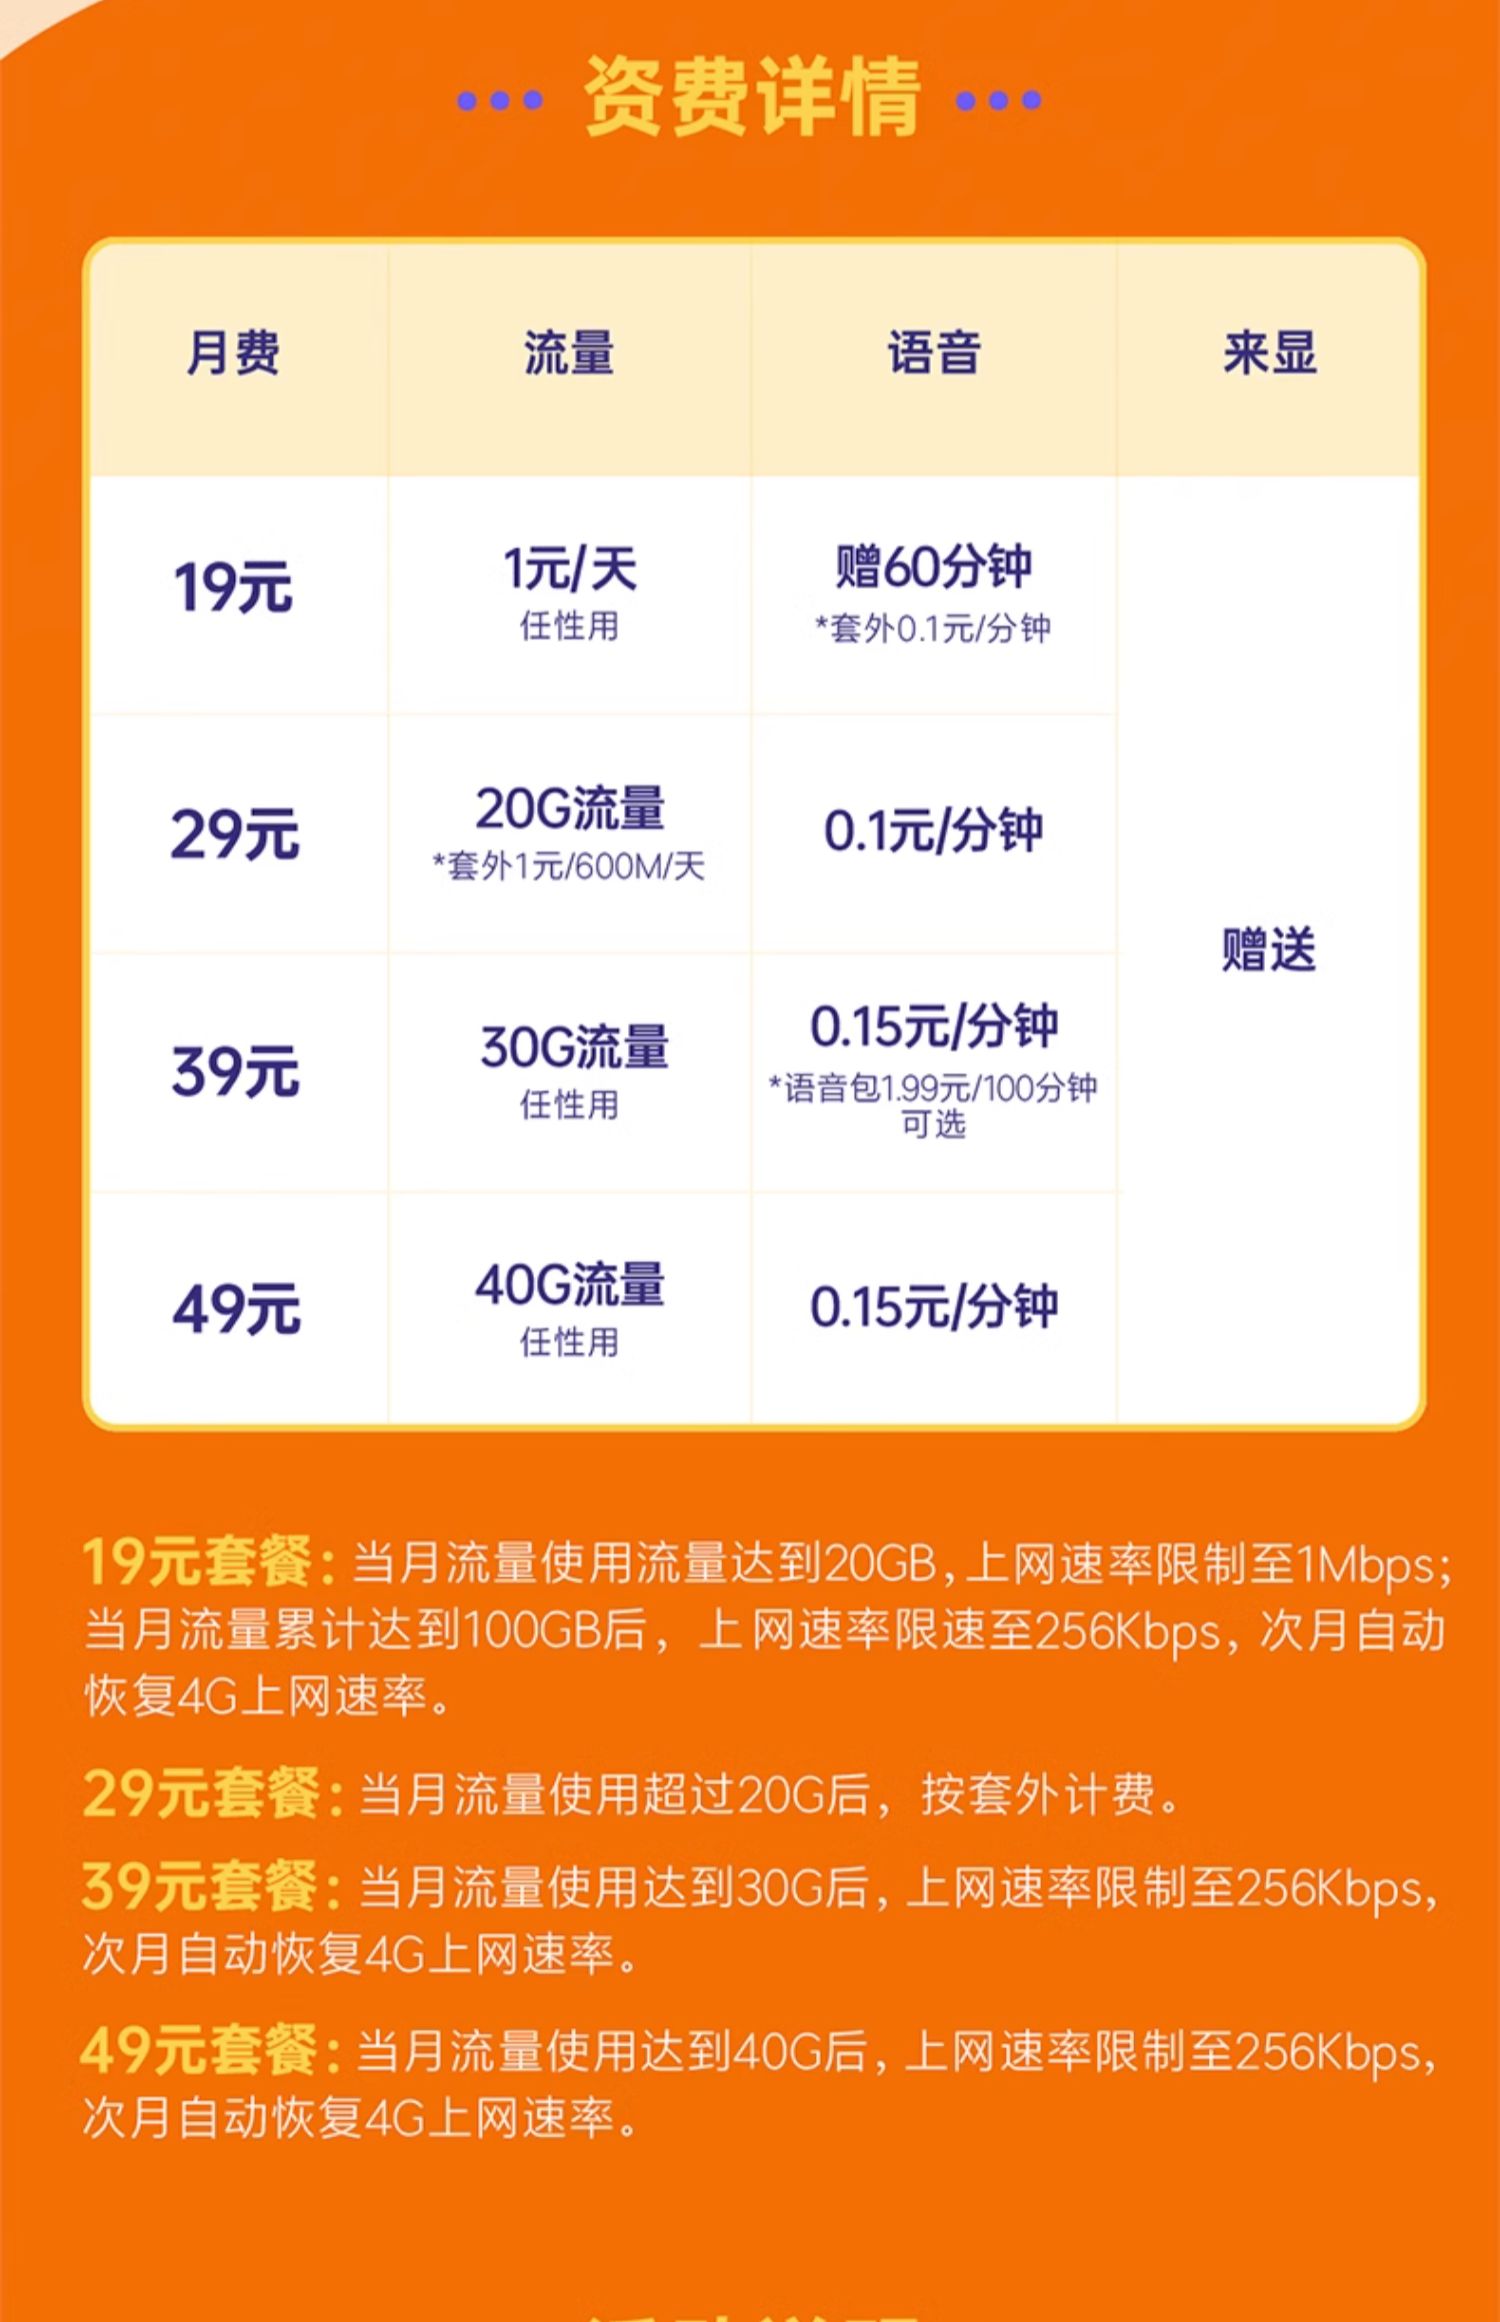 资费详情
月费 流量 语音 来显
19元 1元/天 赠60分钟
任性用 *套外0.1元/分钟
29元 20G流量 0.1元/分钟
*套外1元/600M/天
赠送
39元 30G流量 0.15元/分钟
任性用 *语音包1.99元/100分钟
可选
49元 40G流量 0.15元/分钟
任性用
19元套餐：当月流量使用流量达到20GB,上网速率限制至1Mbps;
当月流量累计达到100GB后，上网速率限速至256Kbps，次月自动
恢复4G上网速率。
29元套餐：当月流量使用超过20G后，按套外计费。
39元套餐：当月流量使用达到30G后,上网速率限制至256Kbps,
次月自动恢复4G上网速率。
49元套餐：当月流量使用达到40G后,上网速率限制至256Kbps,
次月自动恢复4G上网速率。